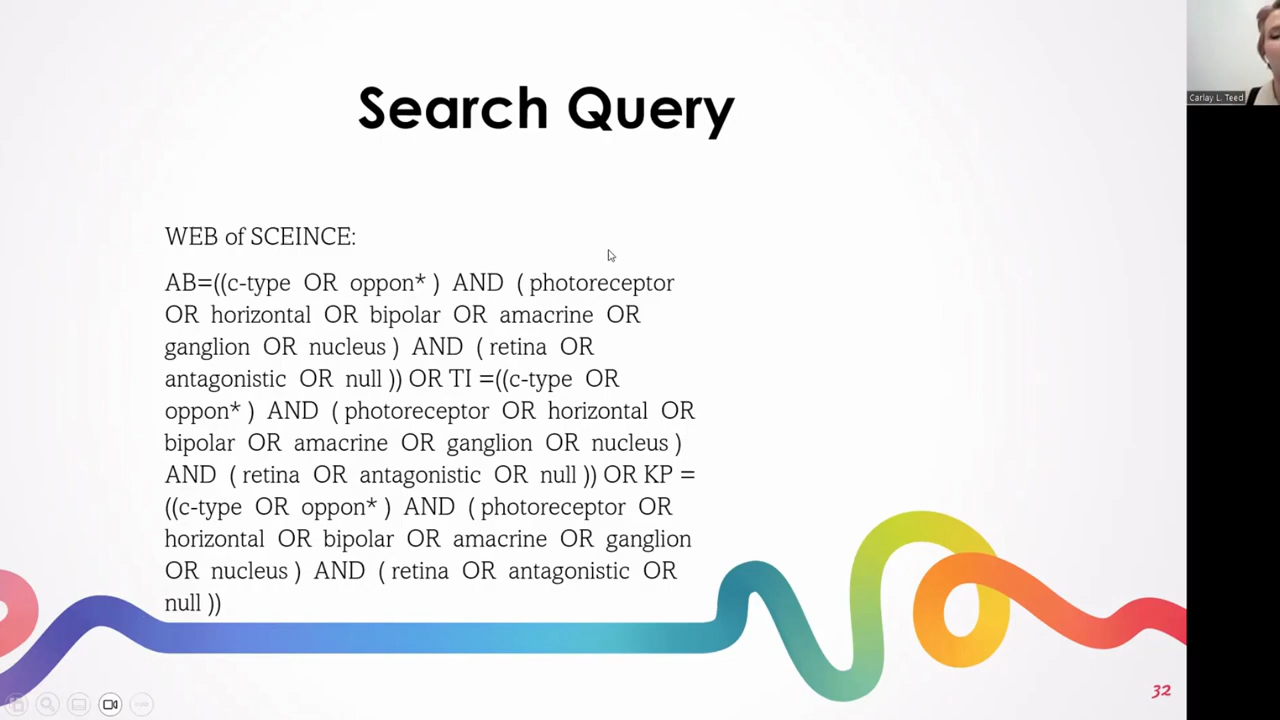 Search Query
Carlay L. Teed
WEB of SCEINCE:
AB=((c-type OR oppon* ) AND ( photoreceptor
OR horizontal OR bipolar OR amacrine OR
ganglion OR nucleus ) AND ( retina OR
antagonistic OR null )) OR TI =((c-type OR
oppon* ) AND ( photoreceptor OR horizontal OR
bipolar OR amacrine OR ganglion OR nucleus )
AND ( retina OR antagonistic OR null )) OR KP =
((c-type OR oppon* ) AND ( photoreceptor OR
horizontal OR bipolar OR amacrine OR ganglion
OR nucleus ) AND ( retina OR antagonistic OR
null ))
32